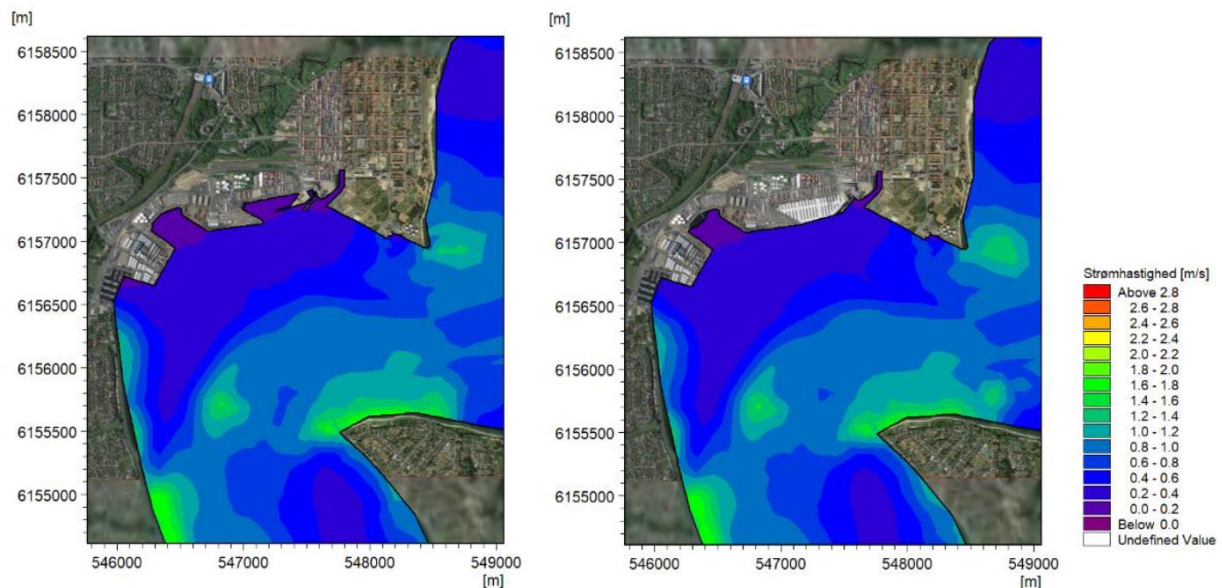 [m]
6158500
6158000
6157500
6157000
6156500
6156000
6155500
6155000
546000 547000 548000 549000
[m]
[m]
6158500
6158000
6157500
6157000
6156500
6156000
6155500
6155000
546000 547000 548000 549000
[m]
Strømhastighed [m/s]
Above 2.8
2.6 - 2.8
2.4 - 2.6
2.2 - 2.4
2.0 - 2.2
1.8 - 2.0
1.6 - 1.8
1.4 - 1.6
1.2 - 1.4
1.0 - 1.2
0.8 - 1.0
0.6 - 0.8
0.4 - 0.6
0.2 - 0.4
0.0 - 0.2
Below 0.0
Undefined Value